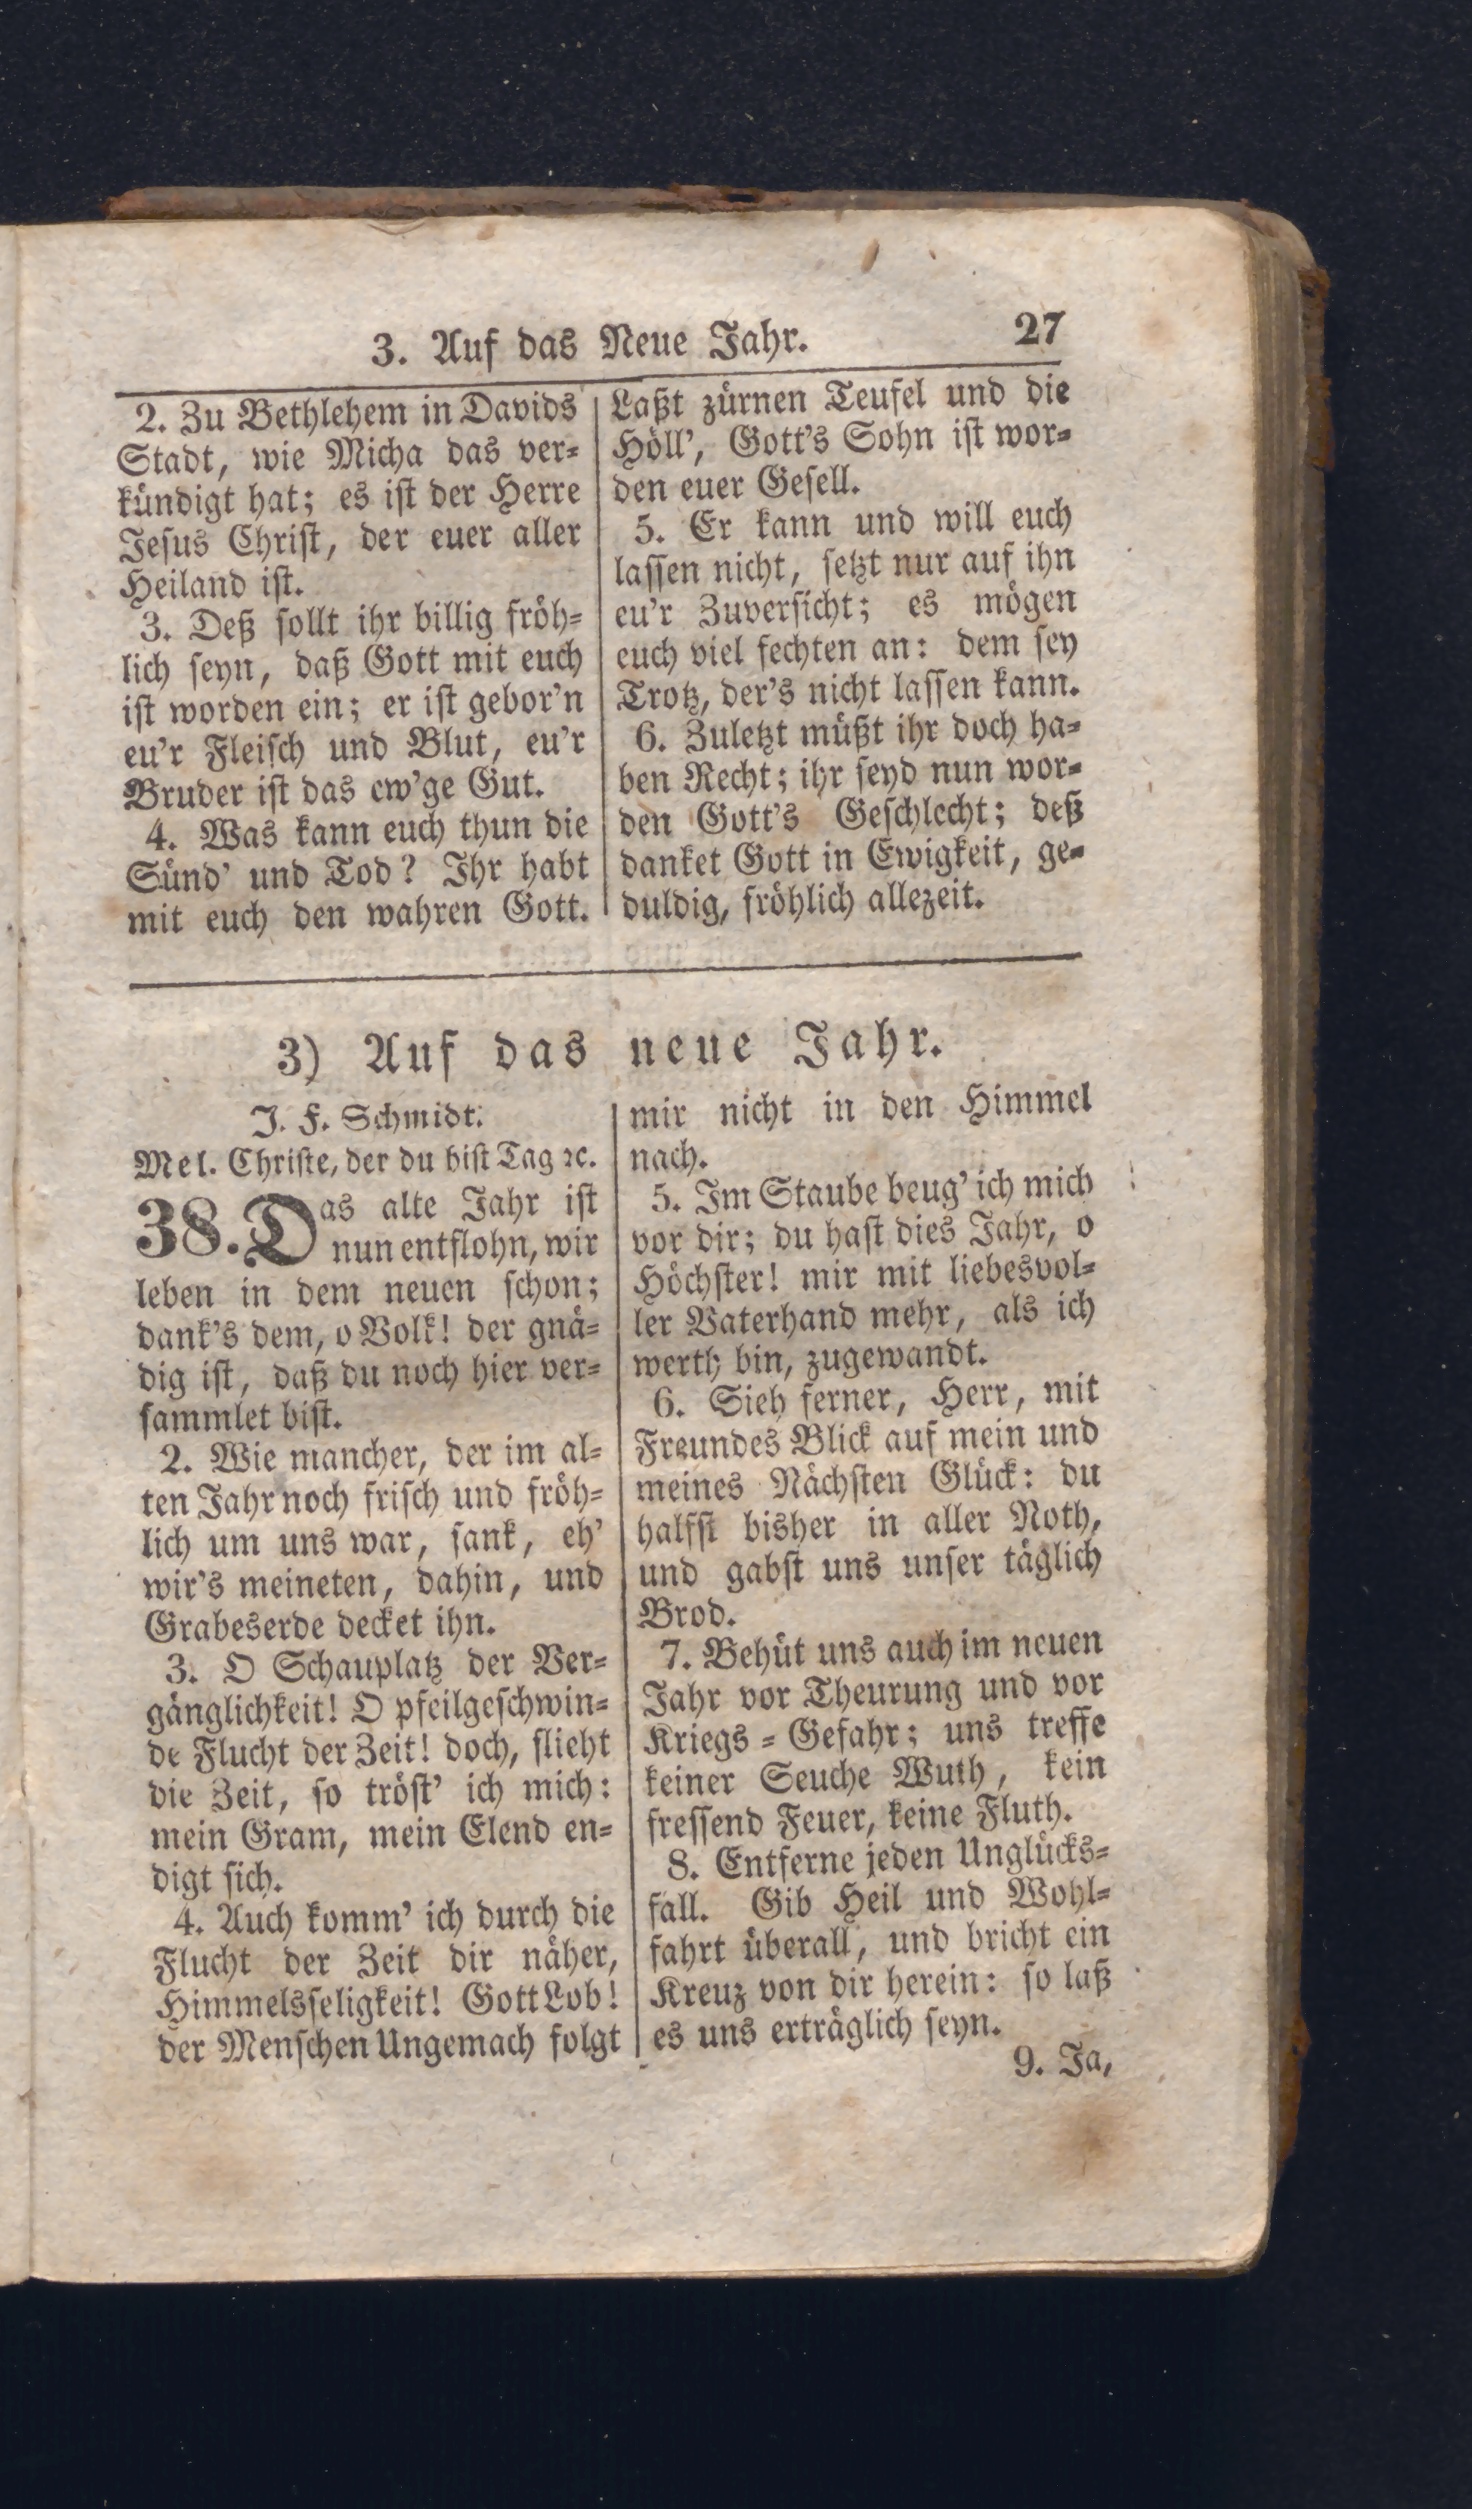 3. Auf das Neue Jahr.
27
2. Zu Bethlehem in Davids
Stadt, wie Micha das ver=
kündigt hat; es ist der Herre
Jesus Christ, der euer aller
Heiland ist.
3. Deß sollt ihr billig fröh=
lich seyn, daß Gott mit euch
ist worden ein; er ist gebor'n
eu'r Fleisch und Blut, eu'r
Bruder ist das ew'ge Gut.
4. Was kann euch thun die
Sünd' und Tod? Ihr habt
mit euch den wahren Gott.
Laßt zürnen Teufel und die
Höll', Gott's Sohn ist wor=
den euer Gesell.
5. Er kann und will euch
lassen nicht, setzt nur auf ihn
eu'r Zuversicht; es mögen
euch viel fechten an: dem sey
Trotz, der's nicht lassen kann.
6. Zuletzt müßt ihr doch ha=
ben Recht; ihr seyd nun wor=
den Gott's Geschlecht; deß
danket Gott in Ewigkeit, ge=
duldig, fröhlich allezeit.
3) Auf das neue Jahr.
J. F. Schmidt.
Mel. Christe, der du bist Tag ꝛc.
38. Das alte Jahr ist
nun entflohn, wir
leben in dem neuen schon;
dank's dem, o Volk! der gnä=
dig ist, daß du noch hier ver=
sammlet bist.
2. Wie mancher, der im al=
ten Jahr noch frisch und fröh=
lich um uns war, sank, eh'
wir's meineten, dahin, und
Grabeserde decket ihn.
3. O Schauplatz der Ver=
gänglichkeit! O pfeilgeschwin=
de Flucht der Zeit! doch, flieht
die Zeit, so tröst' ich mich:
mein Gram, mein Elend en=
digt sich.
4. Auch komm' ich durch die
Flucht der Zeit dir näher,
Himmelsseligkeit! Gott Lob!
der Menschen Ungemach folgt
mir nicht in den Himmel
nach.
5. Im Staube beug' ich mich
vor dir; du hast dies Jahr, o
Höchster! mir mit liebesvol=
ler Vaterhand mehr, als ich
werth bin, zugewandt.
6. Sieh ferner, Herr, mit
Freundes Blick auf mein und
meines Nächsten Glück: du
halfst bisher in aller Noth,
und gabst uns unser täglich
Brod.
7. Behüt uns auch im neuen
Jahr vor Theurung und vor
Kriegs=Gefahr; uns treffe
keiner Seuche Wuth, kein
fressend Feuer, keine Fluth.
8. Entferne jeden Unglücks=
fall. Gib Heil und Wohl=
fahrt überall, und bricht ein
Kreuz von dir herein: so laß
es uns erträglich seyn.
9. Ja,